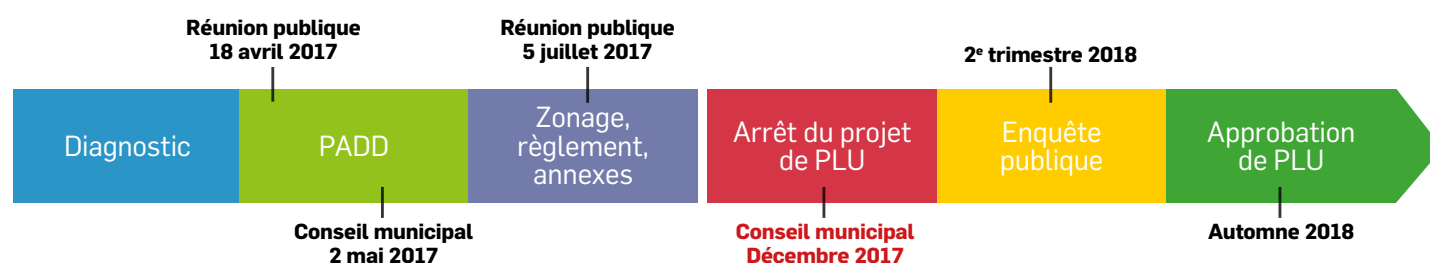 Réunion publique
18 avril 2017
Réunion publique
5 juillet 2017
2e trimestre 2018
Diagnostic
PADD
Zonage,
règlement,
annexes
Arrêt du projet
de PLU
Enquête
publique
Approbation
de PLU
Conseil municipal
2 mai 2017
Conseil municipal
Décembre 2017
Automne 2018